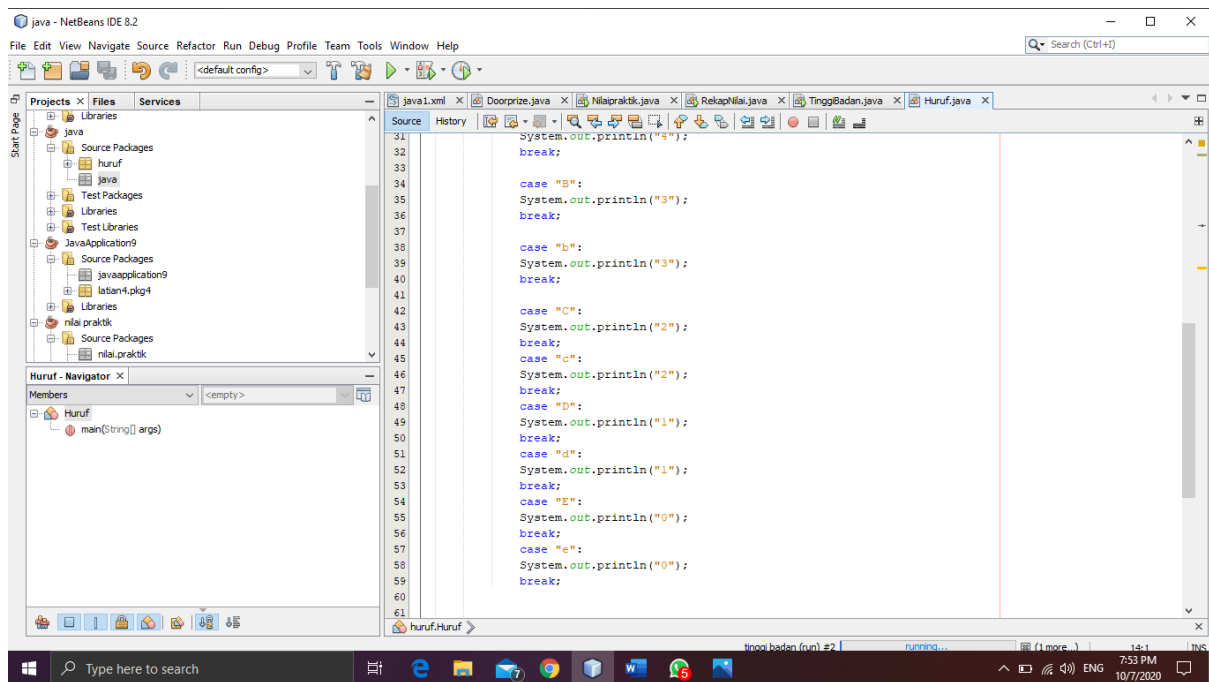 java - NetBeans IDE 8.2
File Edit View Navigate Source Refactor Run Debug Profile Team Tools Window Help
Search (Ctrl+I)
<default config>
Start Page
Projects Files Services
Libraries
java
Source Packages
huruf
java
Test Packages
Libraries
Test Libraries
JavaApplication9
Source Packages
javaapplication9
latian4.pkg4
Libraries
nilai praktik
Source Packages
nilai.praktik
Huruf - Navigator
Members <empty>
Huruf
main(String[] args)
java1.xml Doorprize.java Nilaipraktik.java RekapNilai.java TinggiBadan.java Huruf.java
Source History
31 System.out.println("4");
32 break;
33
34 case "B":
35 System.out.println("3");
36 break;
37
38 case "b":
39 System.out.println("3");
40 break;
41
42 case "C":
43 System.out.println("2");
44 break;
45 case "c":
46 System.out.println("2");
47 break;
48 case "D":
49 System.out.println("1");
50 break;
51 case "d":
52 System.out.println("1");
53 break;
54 case "E":
55 System.out.println("0");
56 break;
57 case "e":
58 System.out.println("0");
59 break;
60
61
huruf.Huruf
tinggi badan (run) #2 running... (1 more...) 14:1 INS
Type here to search
7
5
ENG
7:53 PM
10/7/2020